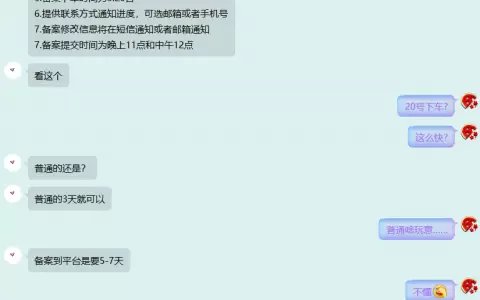 6.提供联系方式通知进度，可选邮箱或者手机号
7.备案修改信息将在短信通知或者邮箱通知
7.备案提交时间为晚上11点和中午12点
看这个
20号下车?
这么快?
普通的还是?
普通的3天就可以
普通啥玩意......
备案到平台是要5-7天
不懂